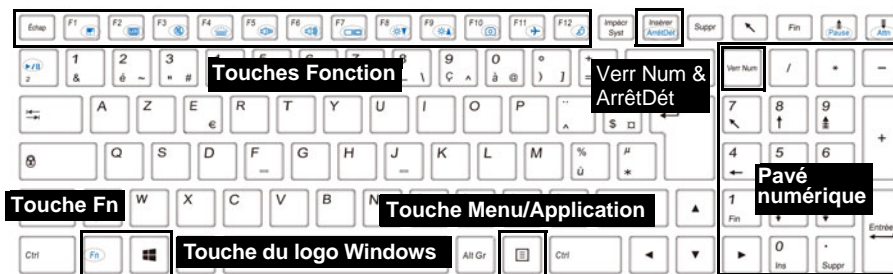 Échap F1 F2 F3 F4 F5 F6 F7 F8 F9 F10 F11 F12 Impécr Syst Insérer ArrêtDét Suppr Fin Pause Attn
1 2 3 8 9 0 ° +
2 & é ~ " # \ ç ^ à @ ) ]
Touches Fonction
Verr Num &
ArrêtDét
Verr Num / * -
A Z E € R T Y U I O P ¨ ^ $ ¤
7 8 9 +
Q S D F G H J K L M % ù µ *
4 5 6
Pavé
numérique
Touche Fn
W X C V B N
Touche Menu/Application
1 Fin
Entrée
Ctrl Fn
Touche du logo Windows
Alt Gr Ctrl
0 Ins . Suppr